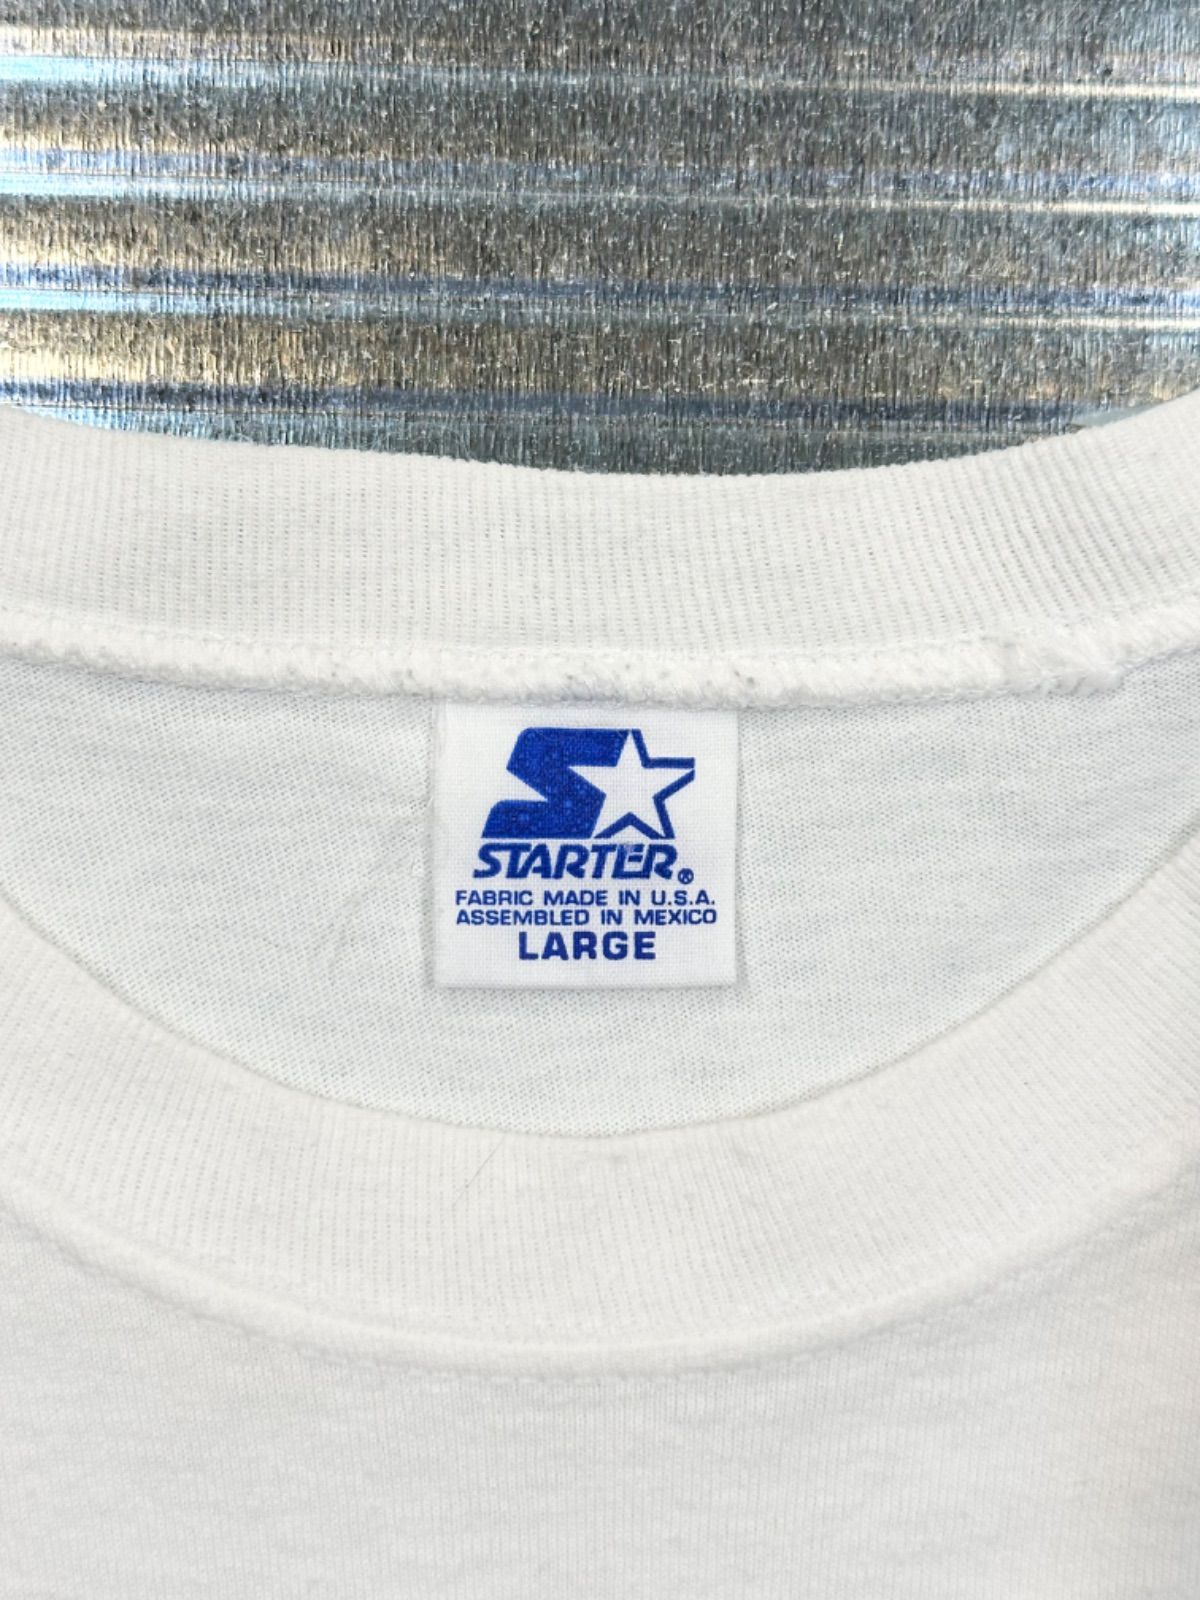 STARTER®
FABRIC MADE IN U.S.A.
ASSEMBLED IN MEXICO
LARGE